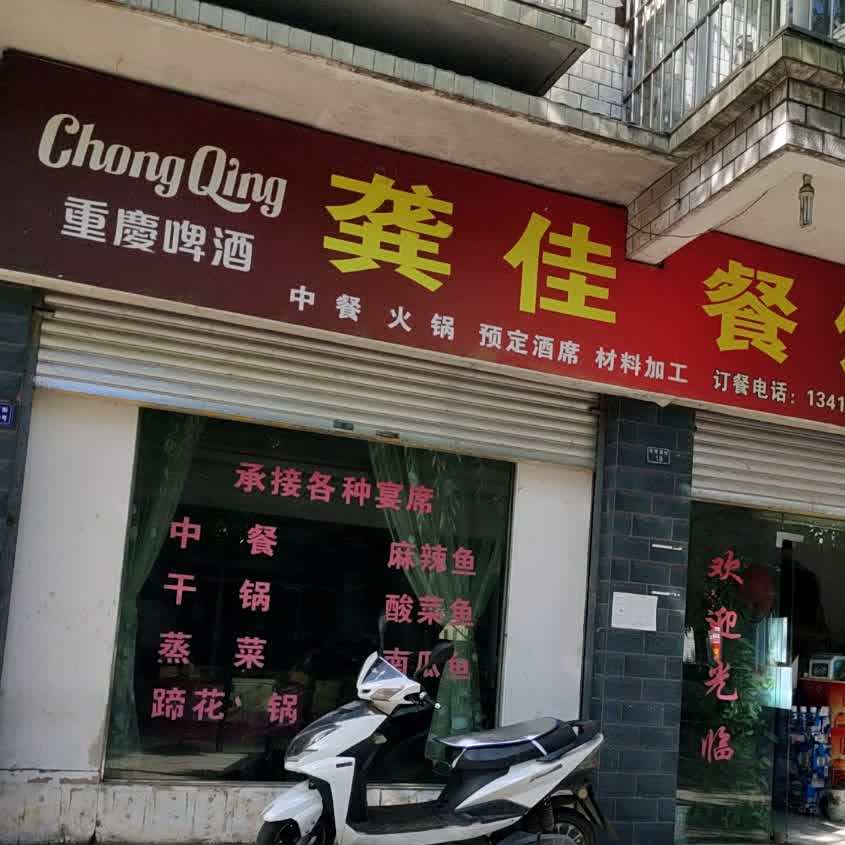 Chong Qing
重慶啤酒
龚佳餐
中餐 火锅 预定酒席 材料加工 订餐电话：1341
承接各种宴席
中餐
干锅
蒸菜
蹄花锅
麻辣鱼
酸菜鱼
南瓜鱼
欢迎光临